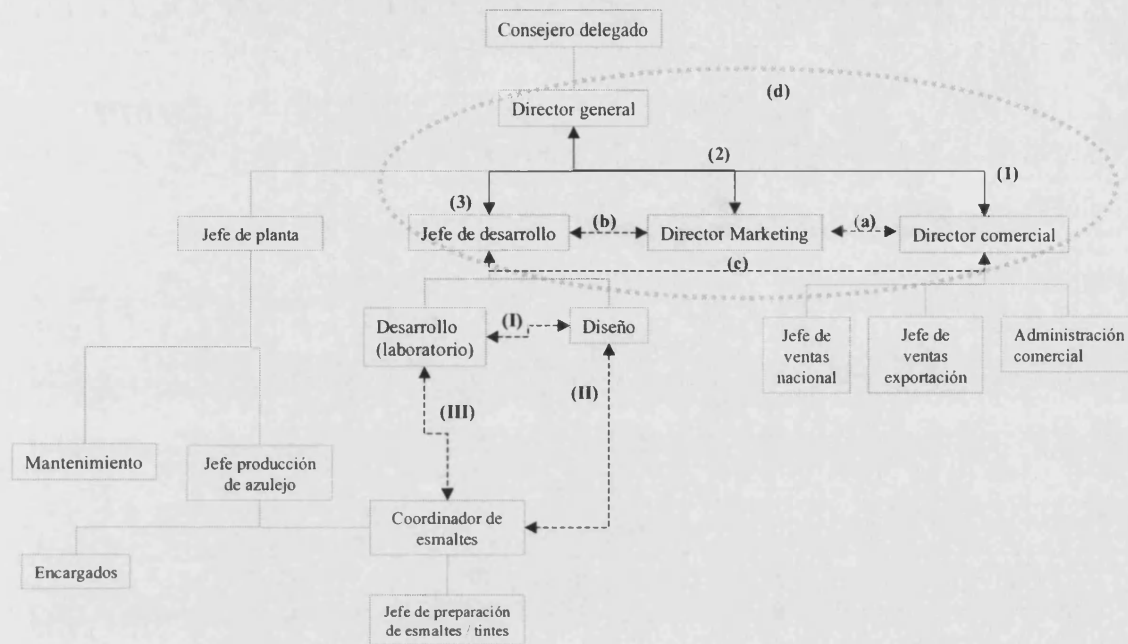 Consejero delegado
(d)
Director general
(2)
(1)
(3)
Jefe de planta
Jefe de desarrollo
(b)
Director Marketing
(a)
Director comercial
(c)
Desarrollo
(laboratorio)
(I)
Diseño
Jefe de
ventas
nacional
Jefe de
ventas
exportación
Administración
comercial
(III)
(II)
Mantenimiento
Jefe producción
de azulejo
Coordinador de
esmaltes
Encargados
Jefe de preparación
de esmaltes / tintes